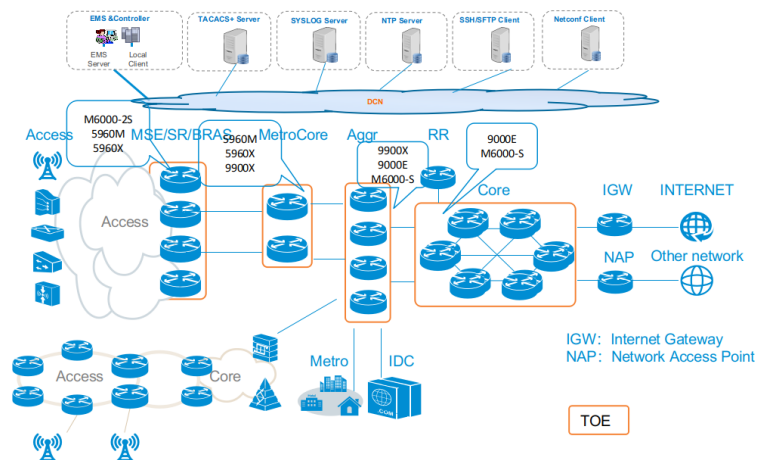 EMS &Controller
TACACS+ Server
SYSLOG Server
NTP Server
SSH/SFTP Client
Netconf Client
EMS
Server
Local
Client
DCN
Access
M6000-2S
5960M
5960X
MSE/SR/BRAS
5960M
5960X
9900X
MetroCore
Aggr
9900X
9000E
M6000-S
RR
9000E
M6000-S
Core
IGW
INTERNET
Access
NAP
Other network
IGW: Internet Gateway
NAP: Network Access Point
Metro
IDC
.COM
Access
Core
TOE